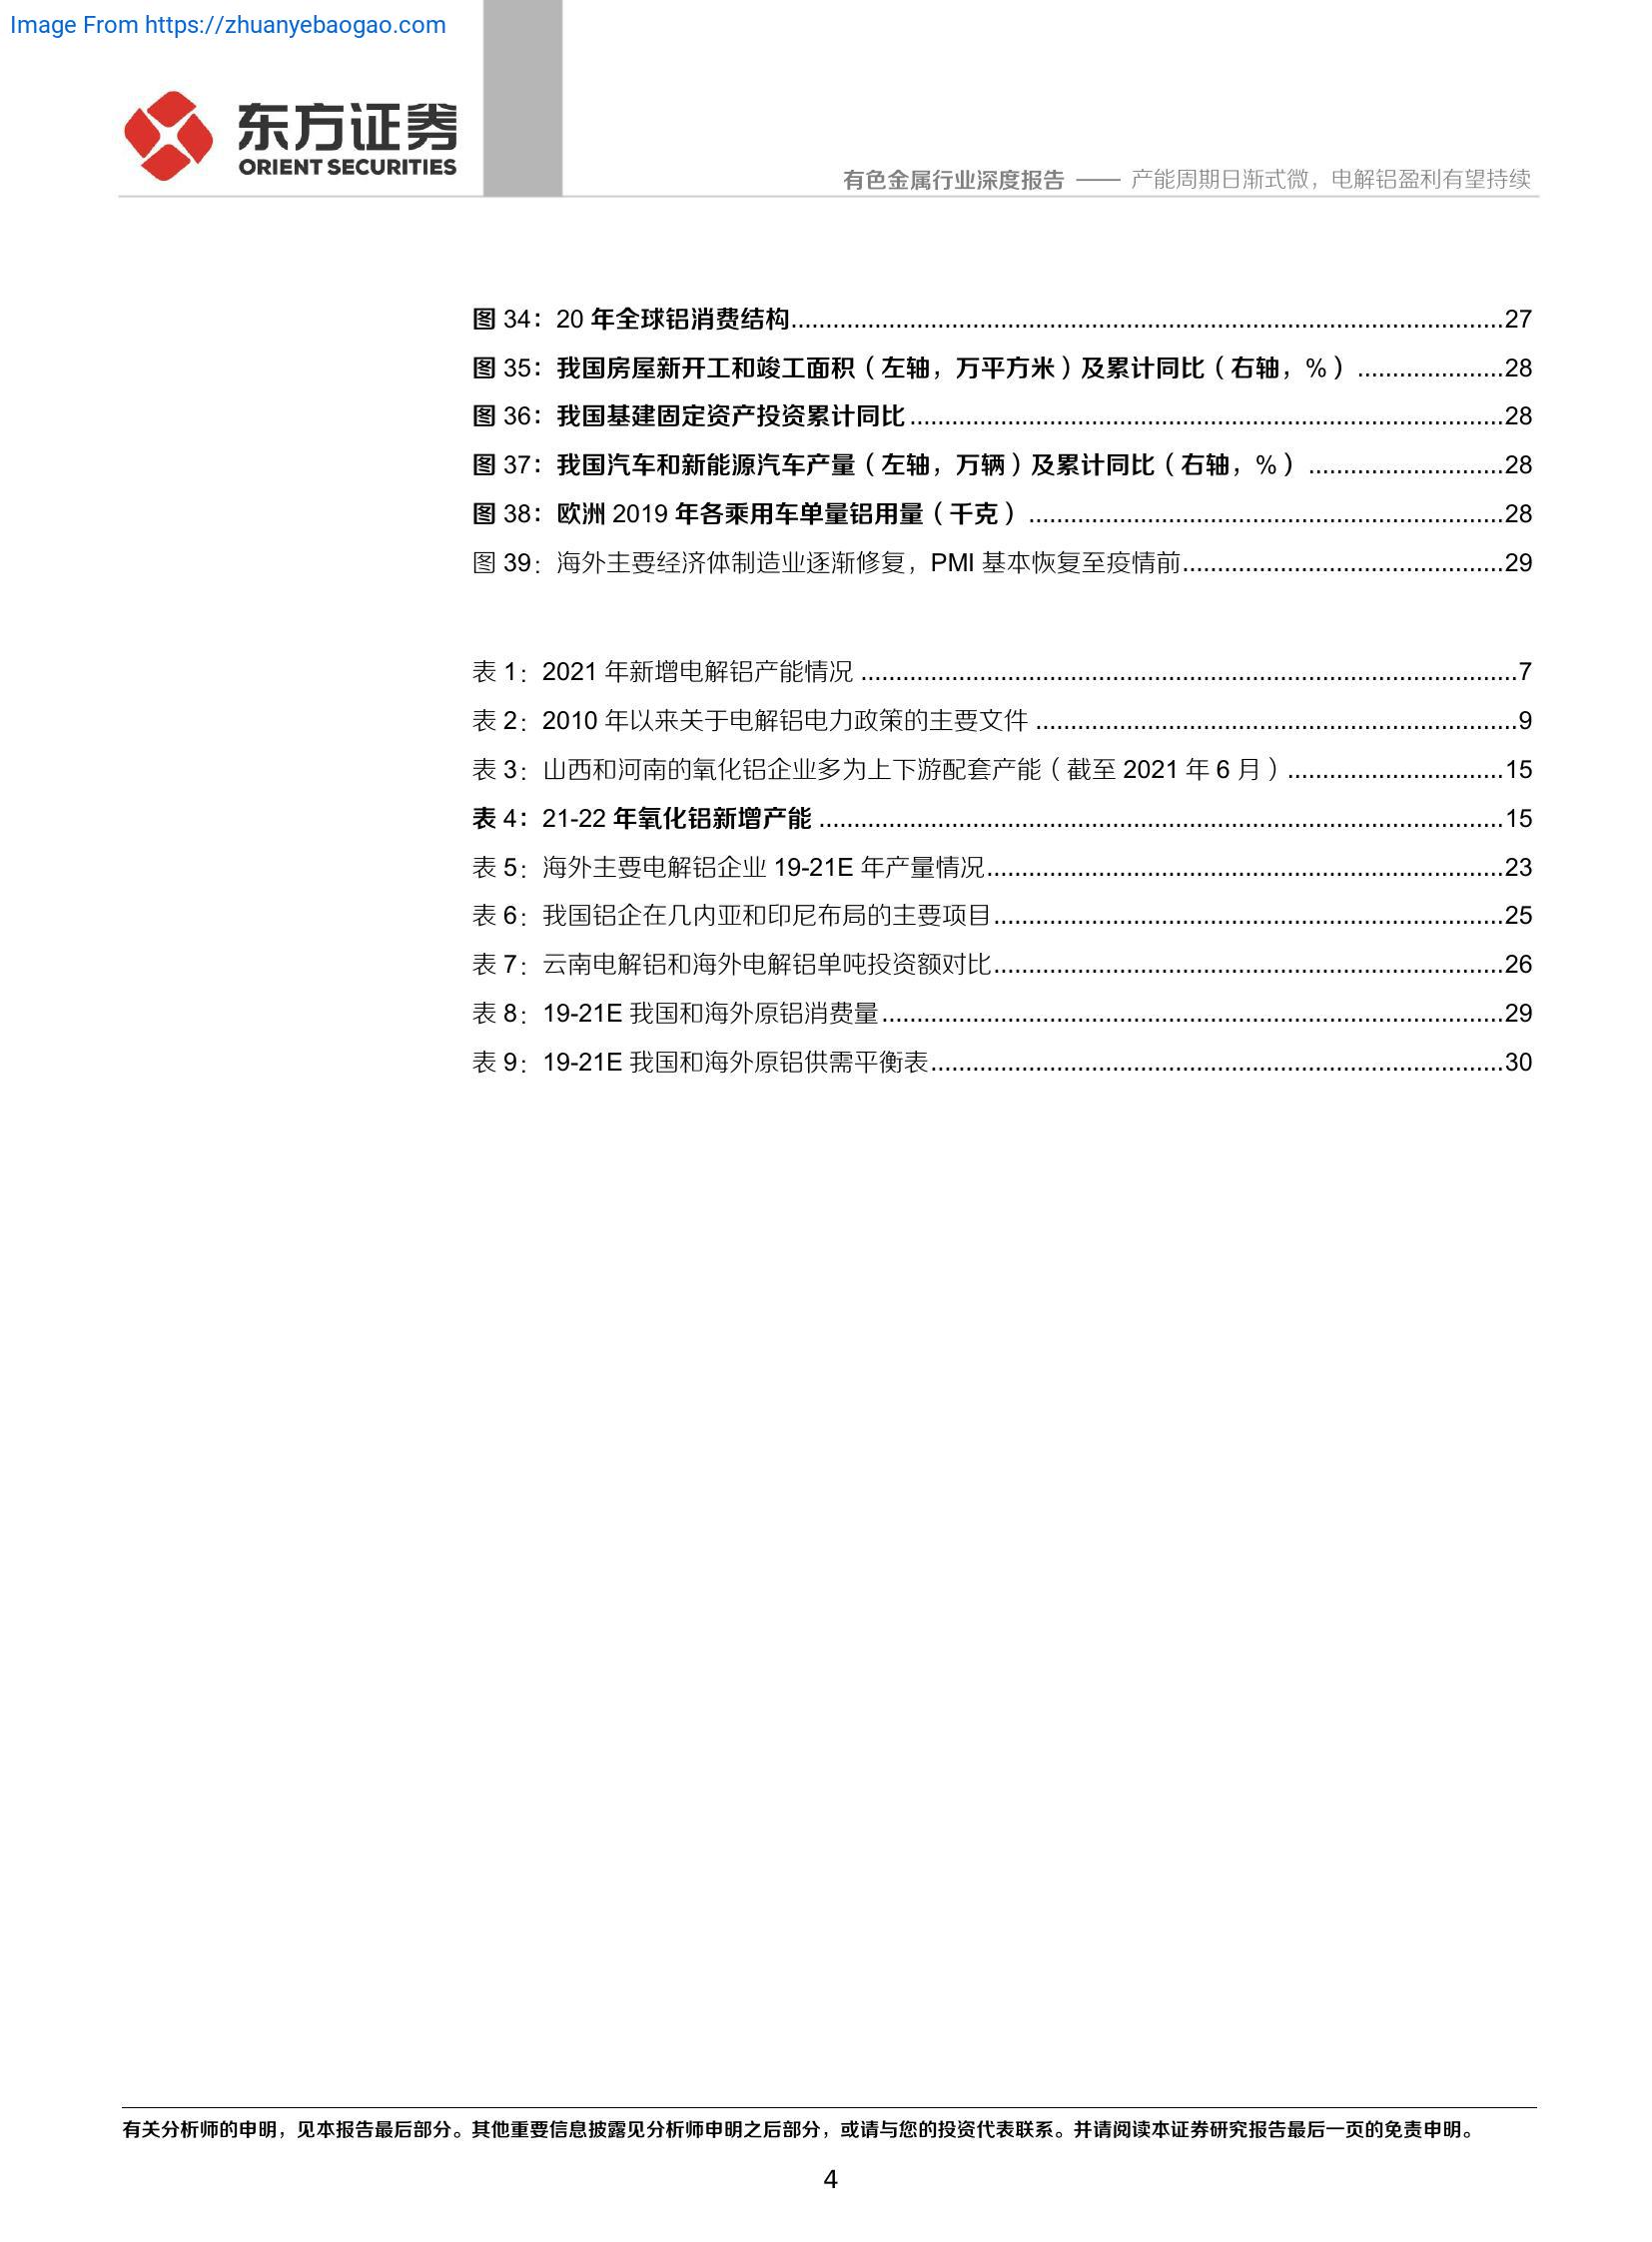 Image From https://zhuanyebaogao.com
东方证券
ORIENT SECURITIES
有色金属行业深度报告 —— 产能周期日渐式微，电解铝盈利有望持续
图 34：20 年全球铝消费结构......27
图 35：我国房屋新开工和竣工面积（左轴，万平方米）及累计同比（右轴，%）......28
图 36：我国基建固定资产投资累计同比......28
图 37：我国汽车和新能源汽车产量（左轴，万辆）及累计同比（右轴，%）......28
图 38：欧洲 2019 年各乘用车单量铝用量（千克）......28
图 39：海外主要经济体制造业逐渐修复，PMI 基本恢复至疫情前......29
表 1：2021 年新增电解铝产能情况......7
表 2：2010 年以来关于电解铝电力政策的主要文件......9
表 3：山西和河南的氧化铝企业多为上下游配套产能（截至 2021 年 6 月）......15
表 4：21-22 年氧化铝新增产能......15
表 5：海外主要电解铝企业 19-21E 年产量情况......23
表 6：我国铝企在几内亚和印尼布局的主要项目......25
表 7：云南电解铝和海外电解铝单吨投资额对比......26
表 8：19-21E 我国和海外原铝消费量......29
表 9：19-21E 我国和海外原铝供需平衡表......30
有关分析师的申明，见本报告最后部分。其他重要信息披露见分析师申明之后部分，或请与您的投资代表联系。并请阅读本证券研究报告最后一页的免责申明。
4